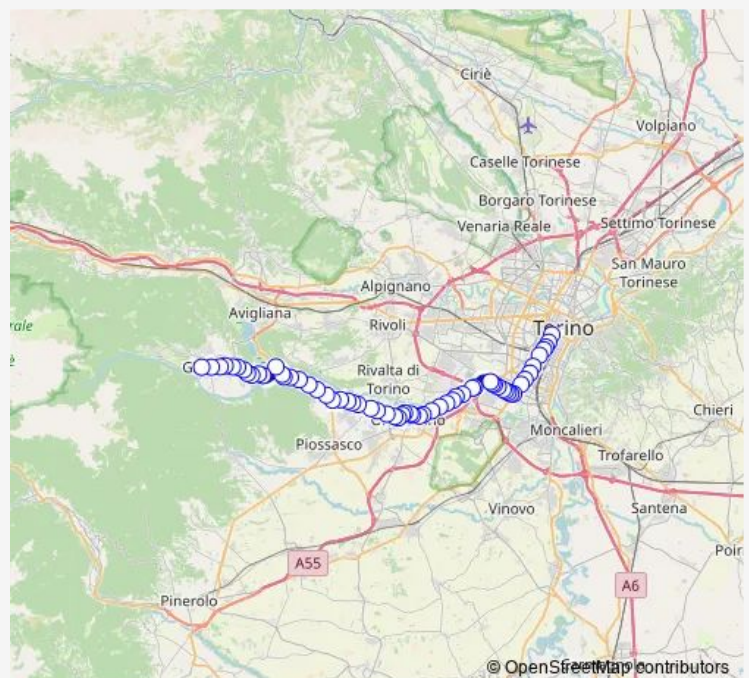 Ciriè
Volpiano
Caselle Torinese
Borgaro Torinese
Venaria Reale
Settimo Torinese
San Mauro
Torinese
Alpignano
Avigliana
Rivoli
Torino
Rivalta di
Torino
Chieri
Moncalieri
Piossasco
Trofarello
Vinovo
Santena
A55
A6
Pinerolo
© OpenStreetMap contributors